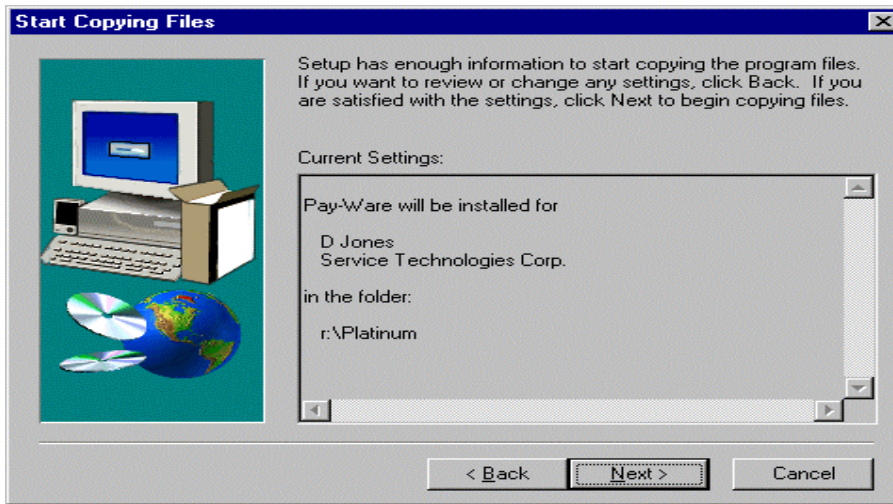 Start Copying Files
Setup has enough information to start copying the program files.
If you want to review or change any settings, click Back.  If you
are satisfied with the settings, click Next to begin copying files.
Current Settings:
Pay-Ware will be installed for
D Jones
Service Technologies Corp.
in the folder:
r:\Platinum
< Back
Next >
Cancel